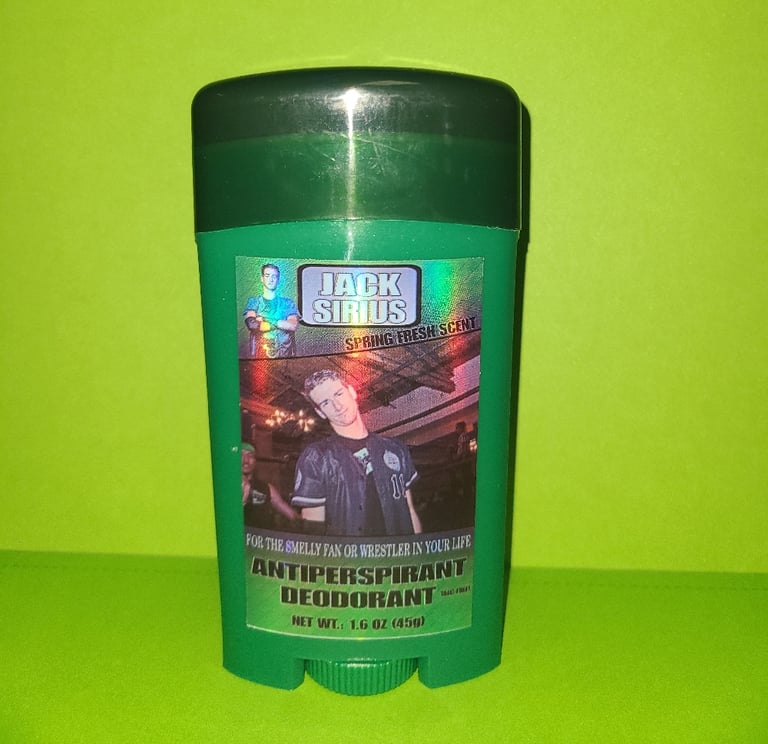 JACK
SIRIUS
SPRING FRESH SCENT
11
FOR THE SMELLY FAN OR WRESTLER IN YOUR LIFE
ANTIPERSPIRANT
DEODORANT
NET WT.: 1.6 OZ (45g)